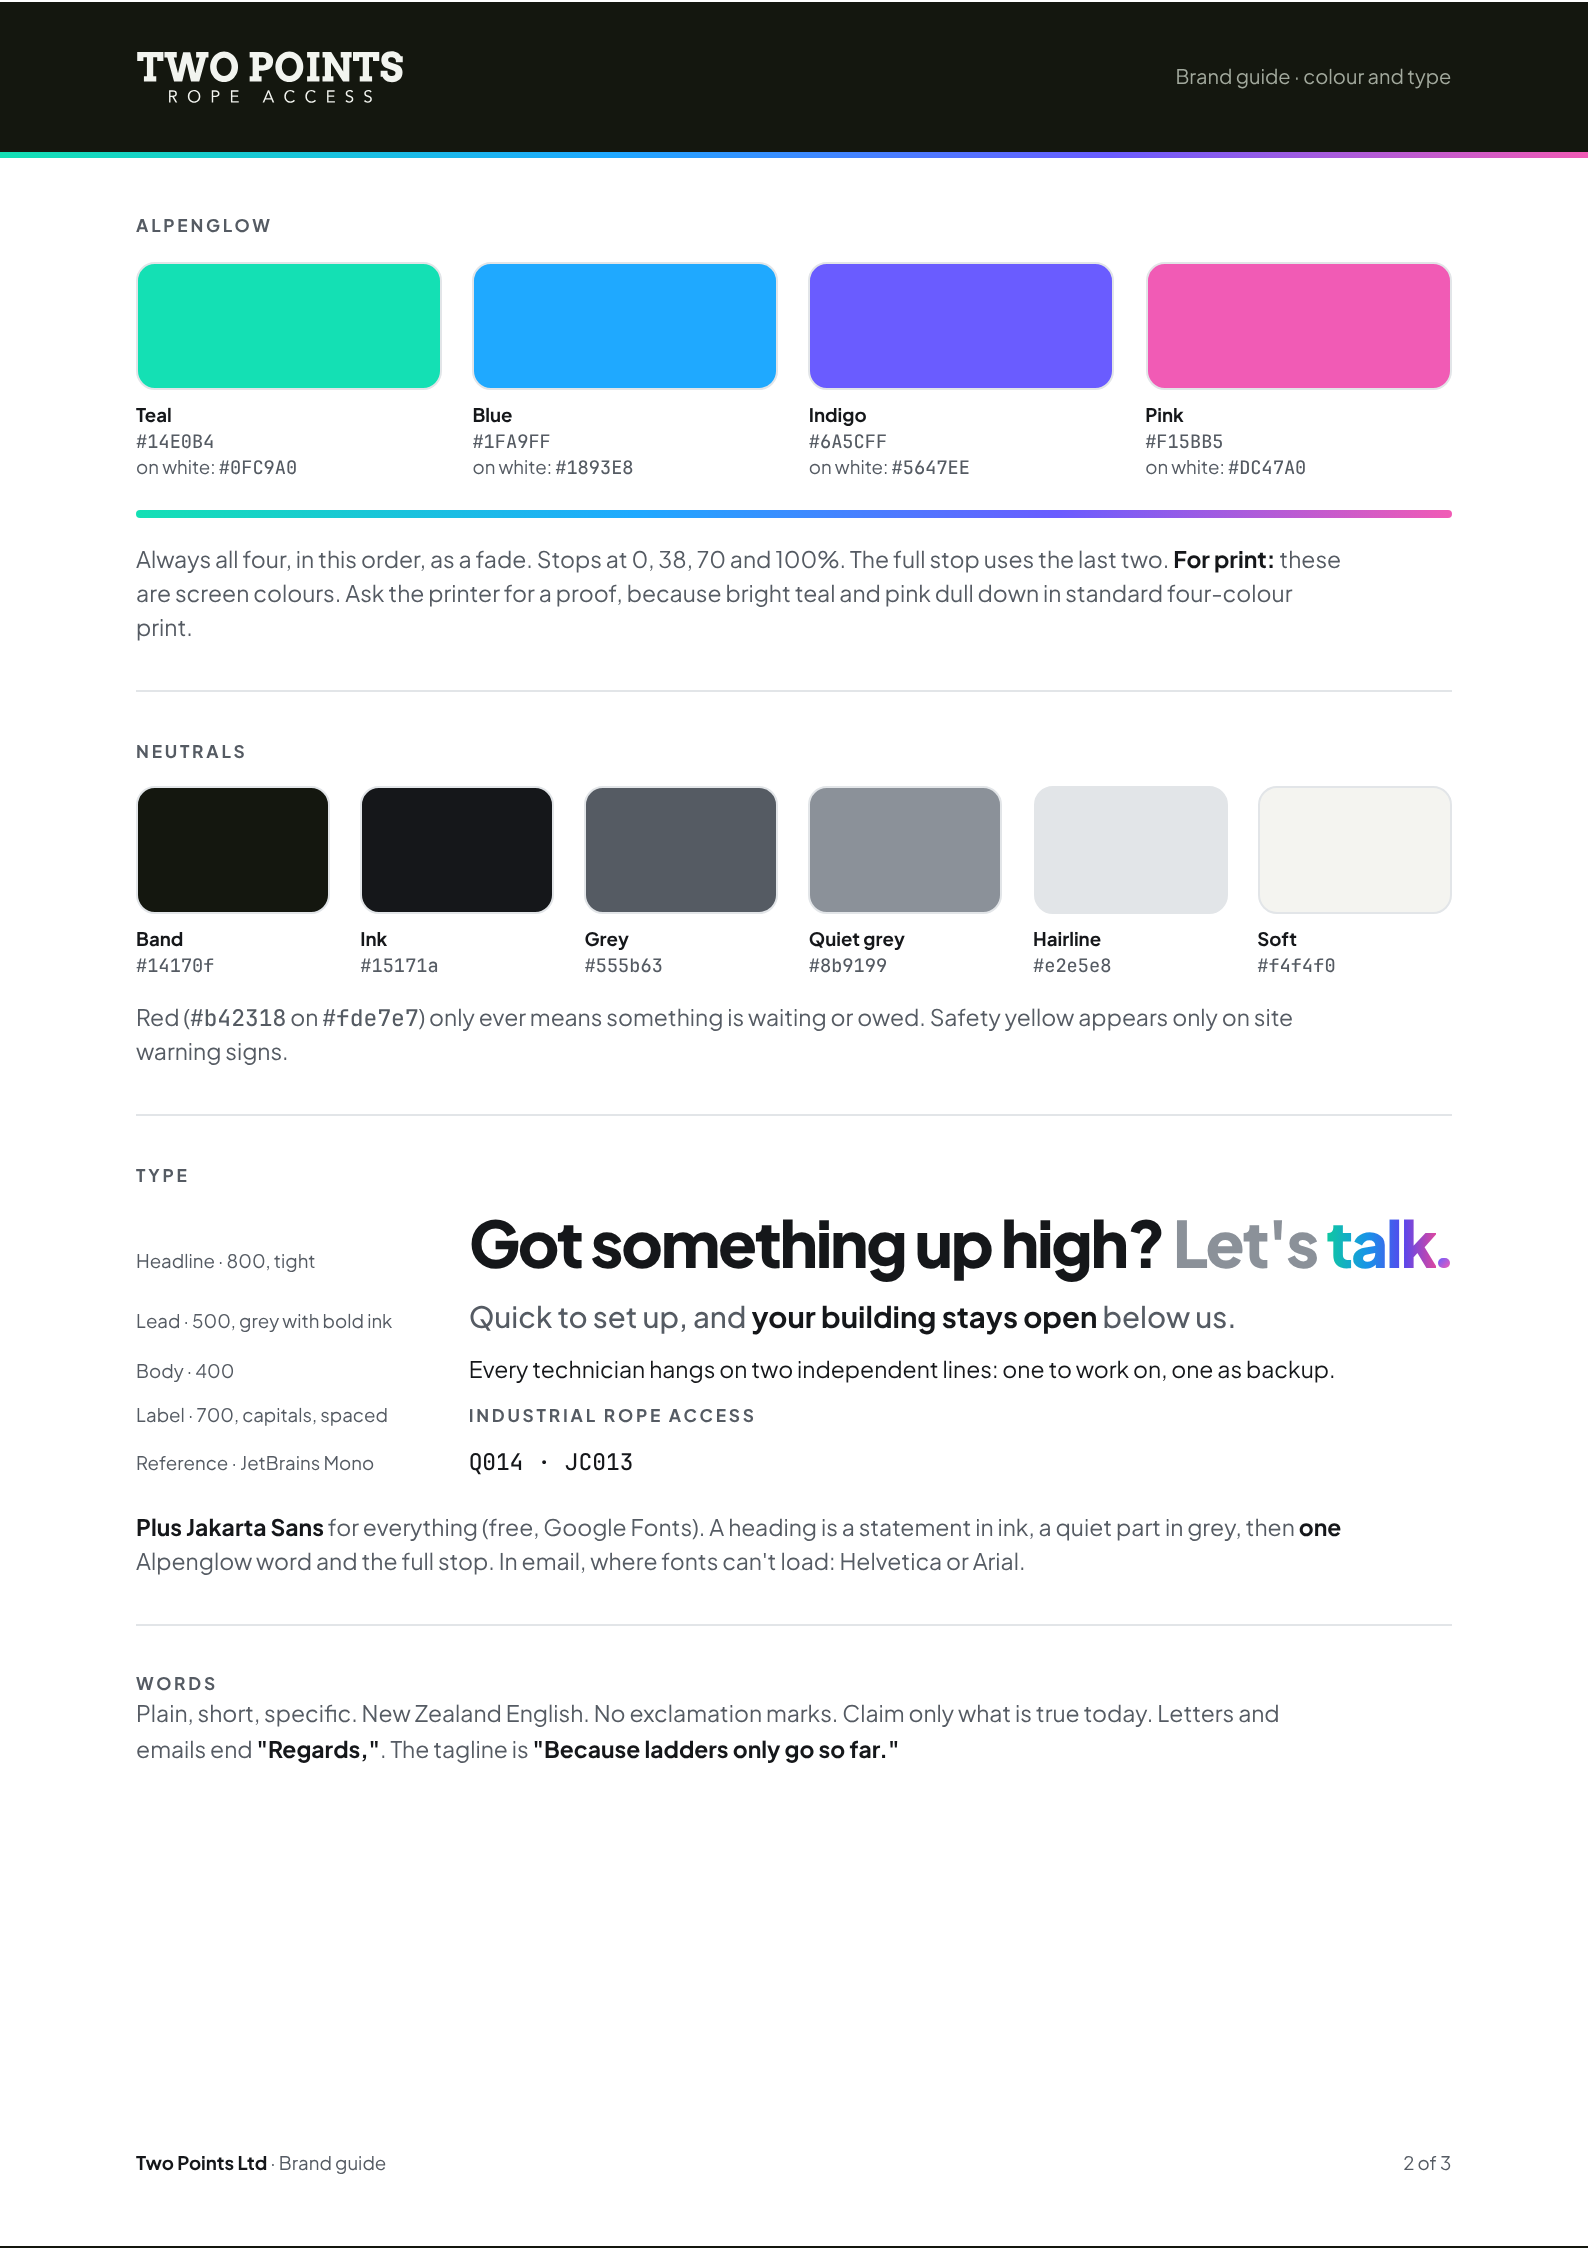 TWO POINTS
ROPE ACCESS
Brand guide · colour and type
ALPENGLOW
Teal
#14E0B4
on white: #0FC9A0
Blue
#1FA9FF
on white: #1893E8
Indigo
#6A5CFF
on white: #5647EE
Pink
#F15BB5
on white: #DC47A0
Always all four, in this order, as a fade. Stops at 0, 38, 70 and 100%. The full stop uses the last two. For print: these
are screen colours. Ask the printer for a proof, because bright teal and pink dull down in standard four-colour
print.
NEUTRALS
Band
#14170f
Ink
#15171a
Grey
#555b63
Quiet grey
#8b9199
Hairline
#e2e5e8
Soft
#f4f4f0
Red (#b42318 on #fde7e7) only ever means something is waiting or owed. Safety yellow appears only on site
warning signs.
TYPE
Headline · 800, tight
Got something up high? Let's talk.
Lead · 500, grey with bold ink
Quick to set up, and your building stays open below us.
Body · 400
Every technician hangs on two independent lines: one to work on, one as backup.
Label · 700, capitals, spaced
INDUSTRIAL ROPE ACCESS
Reference · JetBrains Mono
Q014 · JC013
Plus Jakarta Sans for everything (free, Google Fonts). A heading is a statement in ink, a quiet part in grey, then one
Alpenglow word and the full stop. In email, where fonts can't load: Helvetica or Arial.
WORDS
Plain, short, specific. New Zealand English. No exclamation marks. Claim only what is true today. Letters and
emails end "Regards,". The tagline is "Because ladders only go so far."
Two Points Ltd · Brand guide
2 of 3